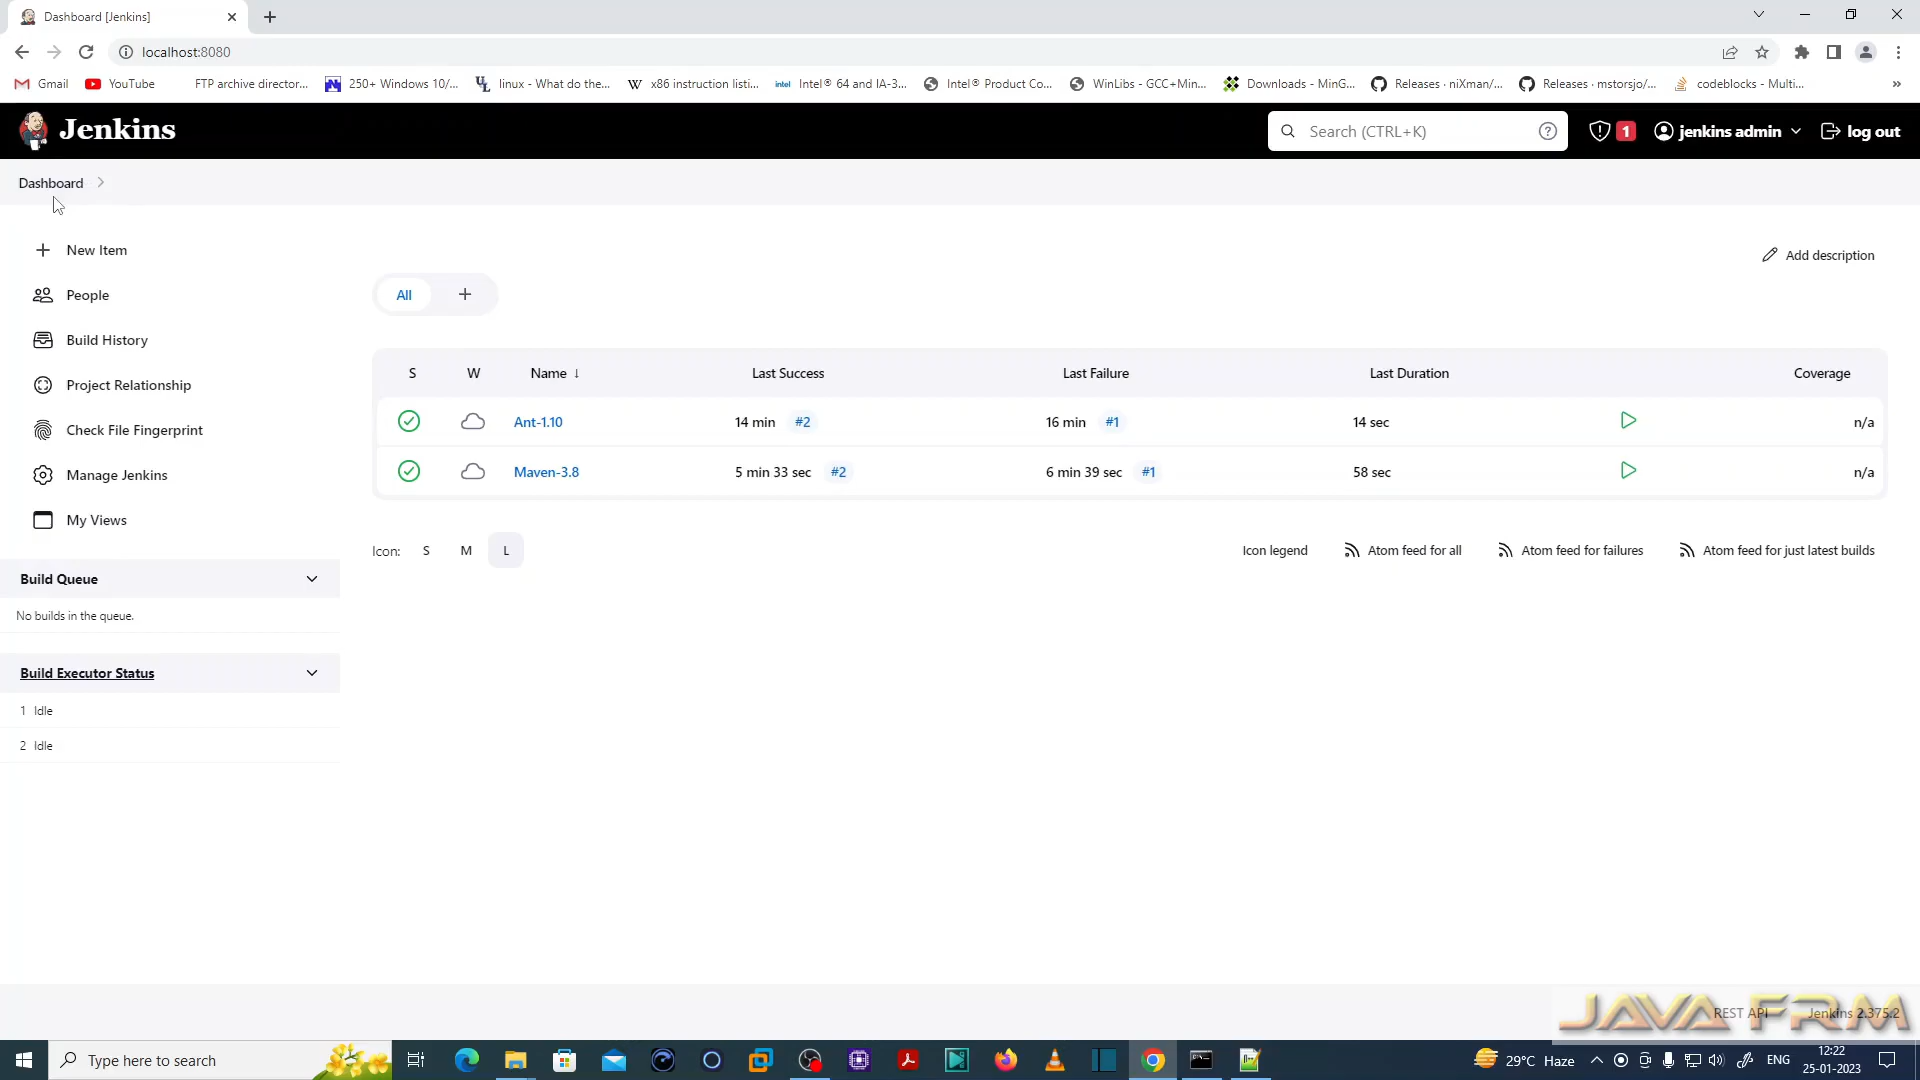 Dashboard [Jenkins]
localhost:8080
Gmail YouTube FTP archive director... 250+ Windows 10/... linux - What do the... x86 instruction listi... Intel® 64 and IA-3... Intel® Product Co... WinLibs - GCC+Min... Downloads - MinG... Releases · niXman/... Releases · mstorsjo/... codeblocks - Multi... »
Jenkins Search (CTRL+K) 1 jenkins admin log out
Dashboard
New Item
Add description
People
All +
Build History
S W Name ↓ Last Success Last Failure Last Duration Coverage
Project Relationship
Ant-1.10 14 min #2 16 min #1 14 sec n/a
Check File Fingerprint
Maven-3.8 5 min 33 sec #2 6 min 39 sec #1 58 sec n/a
Manage Jenkins
My Views
Icon: S M L Icon legend Atom feed for all Atom feed for failures Atom feed for just latest builds
Build Queue
No builds in the queue.
Build Executor Status
1 Idle
2 Idle
REST API Jenkins 2.375.2
JAVA FRM
Type here to search 29°C Haze ENG 12:22
25-01-2023